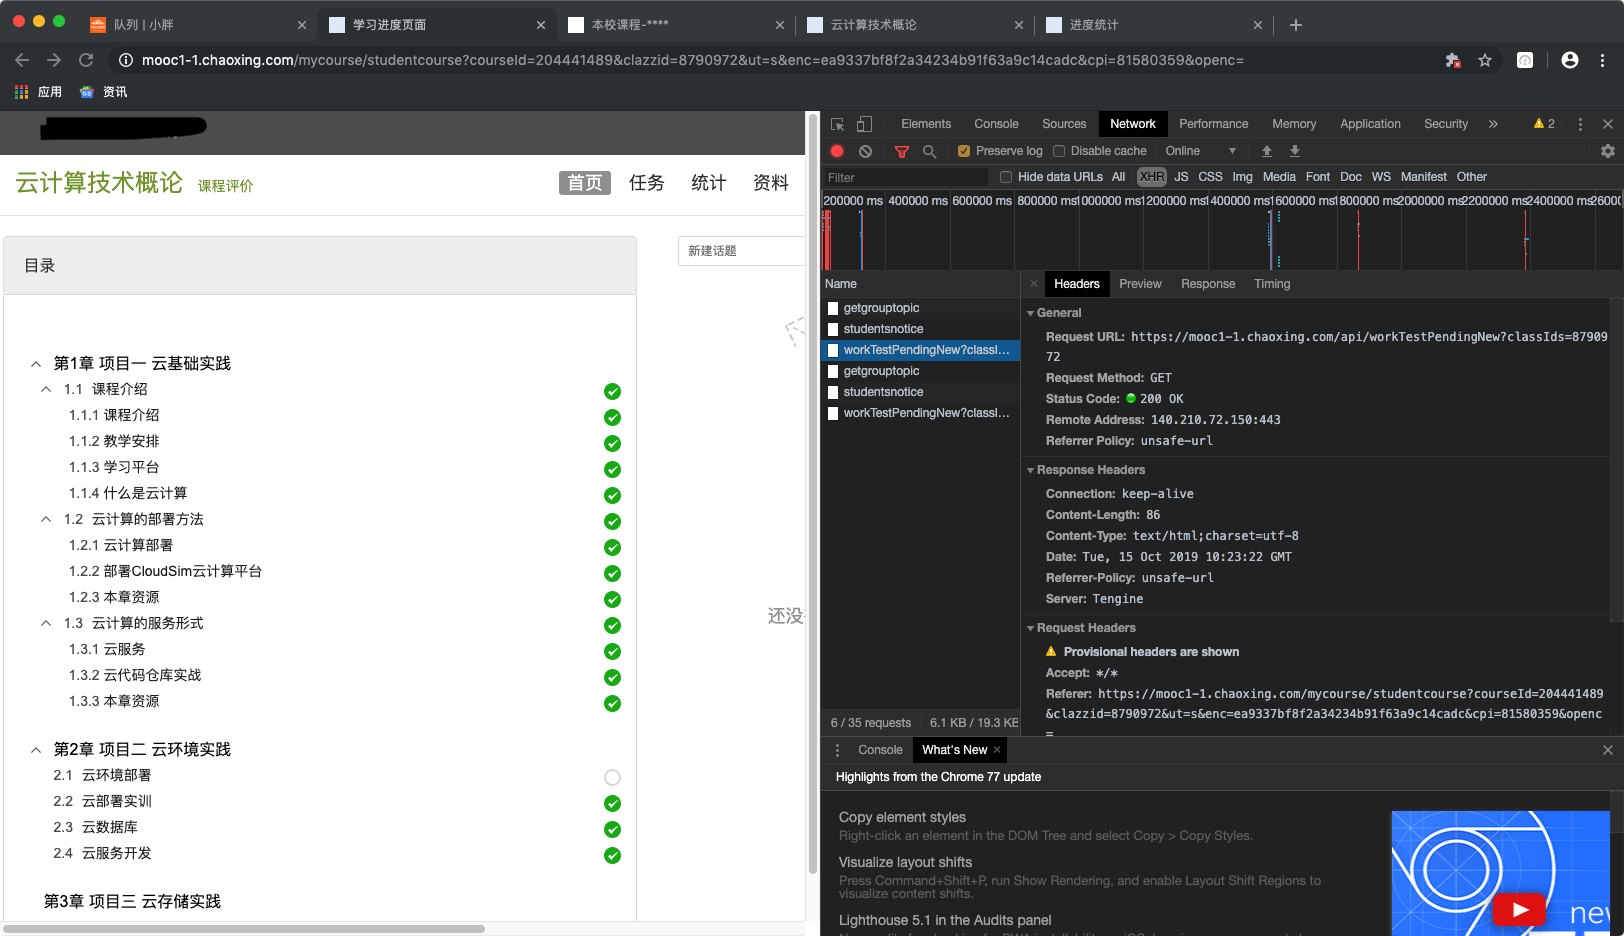 队列 | 小胖
学习进度页面
本校课程-****
云计算技术概论
进度统计
mooc1-1.chaoxing.com/mycourse/studentcourse?courseId=204441489&clazzid=8790972&ut=s&enc=ea9337bf8f2a34234b91f63a9c14cadc&cpi=81580359&openc=
应用
资讯
云计算技术概论 课程评价
首页 任务 统计 资料
目录
新建话题
第1章 项目一 云基础实践
1.1 课程介绍
1.1.1 课程介绍
1.1.2 教学安排
1.1.3 学习平台
1.1.4 什么是云计算
1.2 云计算的部署方法
1.2.1 云计算部署
1.2.2 部署CloudSim云计算平台
1.2.3 本章资源
1.3 云计算的服务形式
1.3.1 云服务
1.3.2 云代码仓库实战
1.3.3 本章资源
还没
第2章 项目二 云环境实践
2.1 云环境部署
2.2 云部署实训
2.3 云数据库
2.4 云服务开发
第3章 项目三 云存储实践
Elements Console Sources Network Performance Memory Application Security » 2
Preserve log Disable cache Online
Filter Hide data URLs All XHR JS CSS Img Media Font Doc WS Manifest Other
200000 ms 400000 ms 600000 ms 800000 ms 1000000 ms 1200000 ms 1400000 ms 1600000 ms 1800000 ms 2000000 ms 2200000 ms 2400000 ms 26000
Name
getgrouptopic
studentsnotice
workTestPendingNew?classI...
getgrouptopic
studentsnotice
workTestPendingNew?classI...
6 / 35 requests 6.1 KB / 19.3 KB
Headers Preview Response Timing
General
Request URL: https://mooc1-1.chaoxing.com/api/workTestPendingNew?classIds=87909
72
Request Method: GET
Status Code: 200 OK
Remote Address: 140.210.72.150:443
Referrer Policy: unsafe-url
Response Headers
Connection: keep-alive
Content-Length: 86
Content-Type: text/html;charset=utf-8
Date: Tue, 15 Oct 2019 10:23:22 GMT
Referrer-Policy: unsafe-url
Server: Tengine
Request Headers
Provisional headers are shown
Accept: */*
Referer: https://mooc1-1.chaoxing.com/mycourse/studentcourse?courseId=204441489
&clazzid=8790972&ut=s&enc=ea9337bf8f2a34234b91f63a9c14cadc&cpi=81580359&openc
=
Console What's New
Highlights from the Chrome 77 update
Copy element styles
Right-click an element in the DOM Tree and select Copy > Copy Styles.
Visualize layout shifts
Press Command+Shift+P, run Show Rendering, and enable Layout Shift Regions to
visualize content shifts.
Lighthouse 5.1 in the Audits panel
new